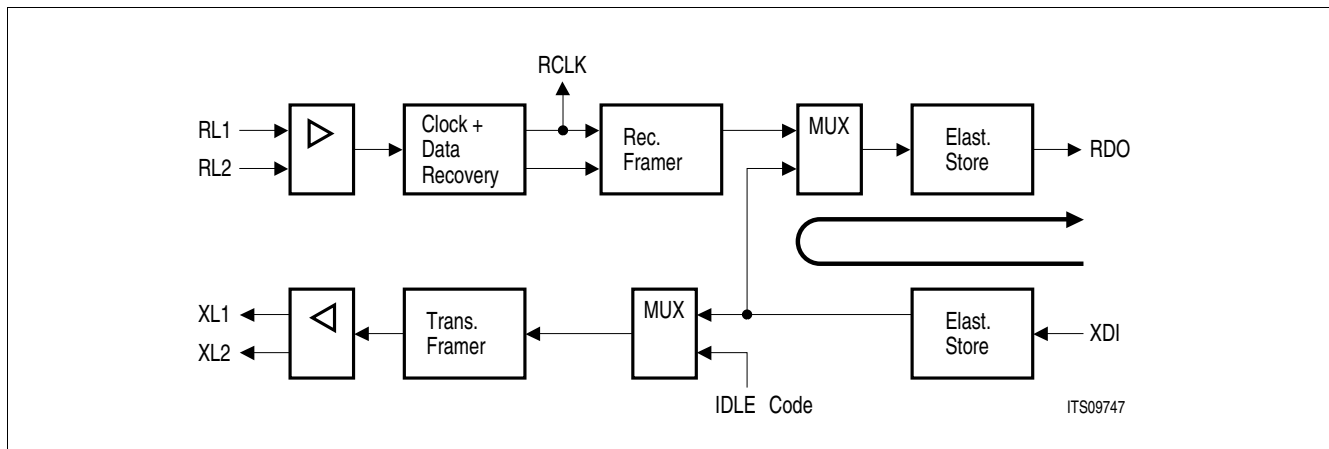 RCLK
RL1
RL2
Clock +
Data
Recovery
Rec.
Framer
MUX
Elast.
Store
RDO
XL1
XL2
Trans.
Framer
MUX
Elast.
Store
XDI
IDLE Code
ITS09747